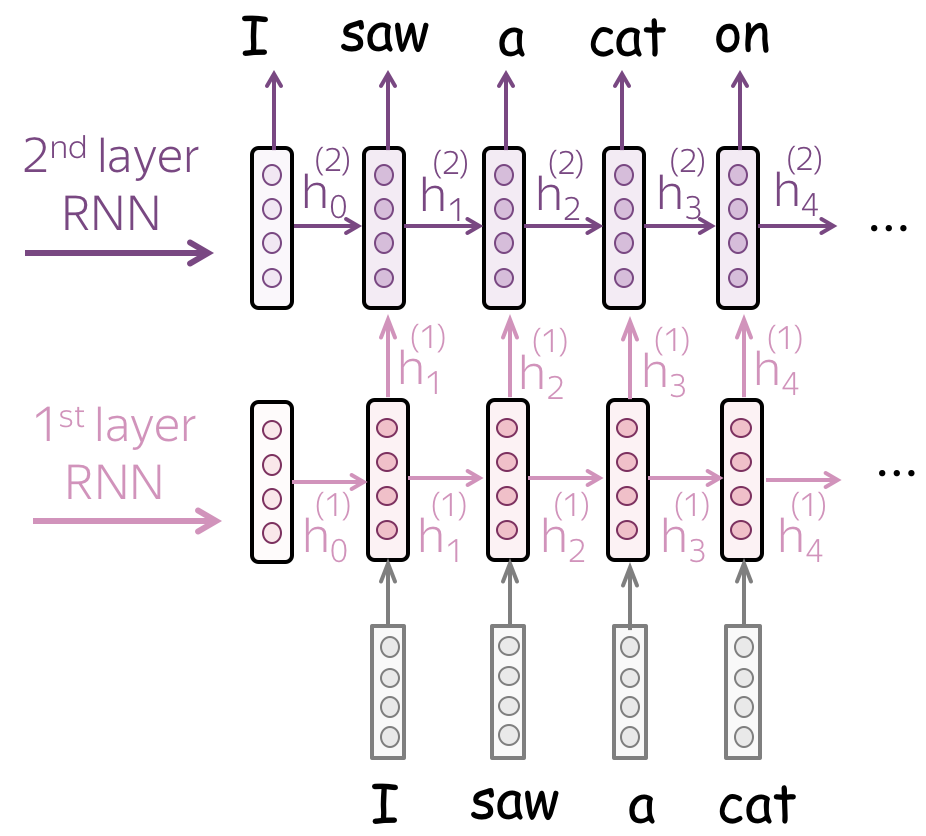 I saw a cat on
2nd layer
RNN
h0(2) h1(2) h2(2) h3(2) h4(2) ...
h1(1) h2(1) h3(1) h4(1)
1st layer
RNN
...
h0(1) h1(1) h2(1) h3(1) h4(1)
I saw a cat